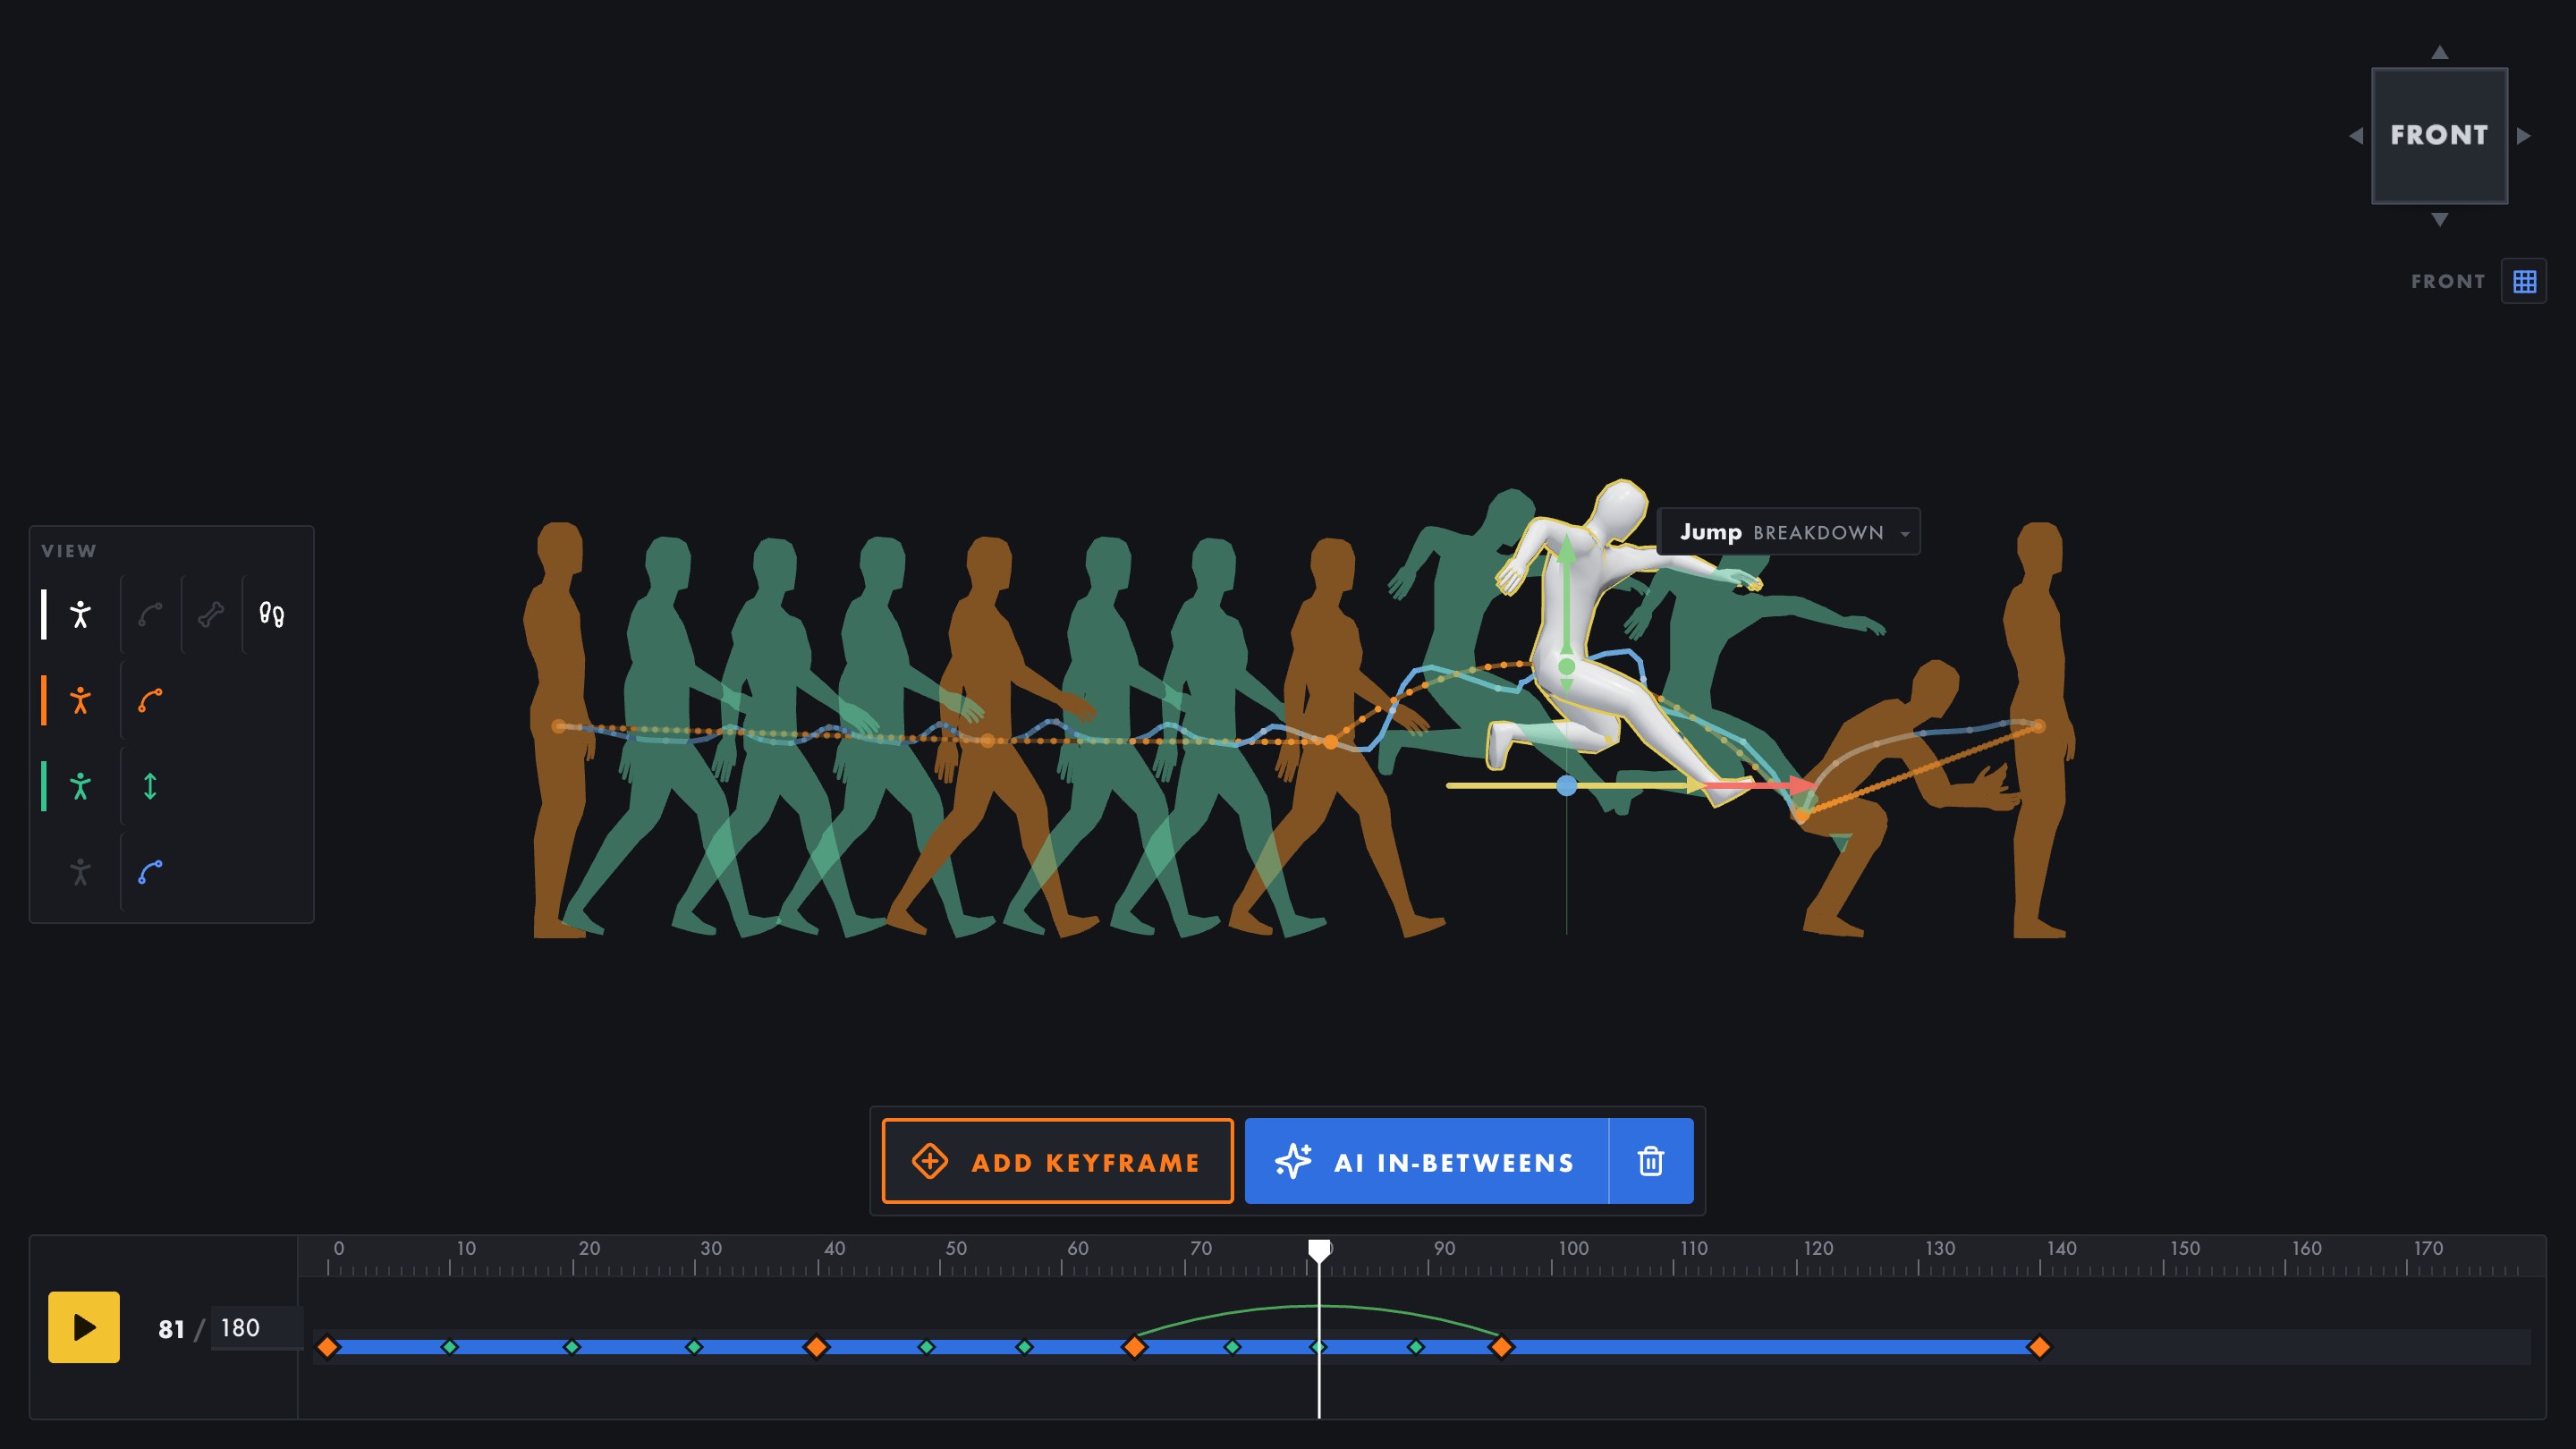 FRONT
FRONT
Jump BREAKDOWN
VIEW
ADD KEYFRAME
AI IN-BETWEENS
0 10 20 30 40 50 60 70 90 100 110 120 130 140 150 160 170
81 / 180